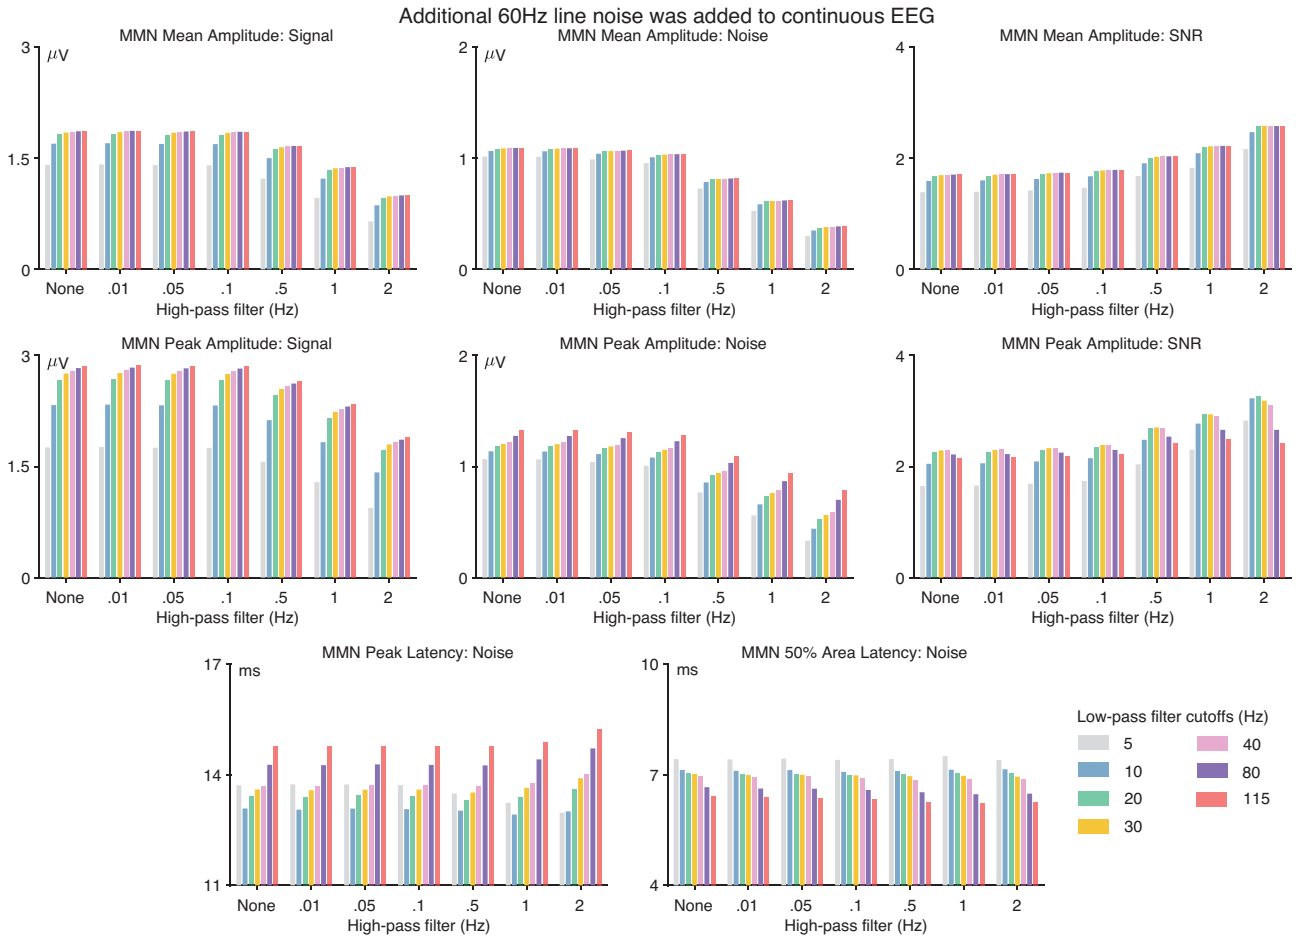 Additional 60Hz line noise was added to continuous EEG
MMN Mean Amplitude: Signal
3
μV
1.5
0
None .01 .05 .1 .5 1 2
High-pass filter (Hz)
MMN Mean Amplitude: Noise
2
μV
1
0
None .01 .05 .1 .5 1 2
High-pass filter (Hz)
MMN Mean Amplitude: SNR
4
2
0
None .01 .05 .1 .5 1 2
High-pass filter (Hz)
MMN Peak Amplitude: Signal
3
μV
1.5
0
None .01 .05 .1 .5 1 2
High-pass filter (Hz)
MMN Peak Amplitude: Noise
2
μV
1
0
None .01 .05 .1 .5 1 2
High-pass filter (Hz)
MMN Peak Amplitude: SNR
4
2
0
None .01 .05 .1 .5 1 2
High-pass filter (Hz)
MMN Peak Latency: Noise
17
ms
14
11
None .01 .05 .1 .5 1 2
High-pass filter (Hz)
MMN 50% Area Latency: Noise
10
ms
7
4
None .01 .05 .1 .5 1 2
High-pass filter (Hz)
Low-pass filter cutoffs (Hz)
5 40
10 80
20 115
30